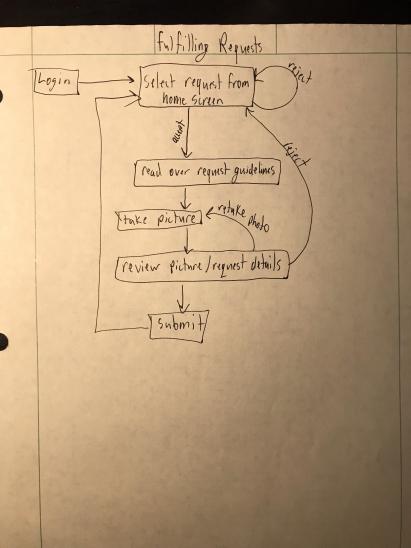 Fulfilling Requests
Login
Select request from
home screen
reject
accept
reject
read over request guidelines
take picture
retake
photo
review picture/request details
submit